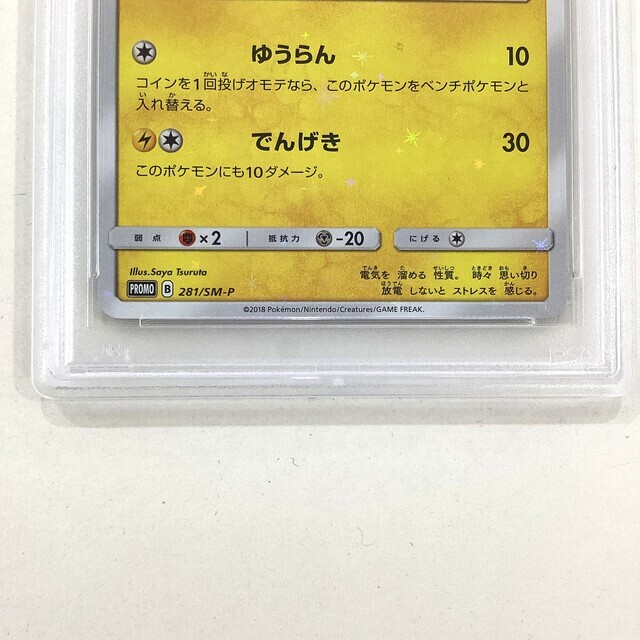 ゆうらん 10
コインを1回投げオモテなら、このポケモンをベンチポケモンと
入れ替える。
でんげき 30
このポケモンにも10ダメージ。
弱点 ×2 抵抗力 -20 にげる
Illus.Saya Tsuruta
電気を 溜める 性質。 時々 思い切り
放電 しないと ストレスを 感じる。
PROMO B 281/SM-P
©2018 Pokémon/Nintendo/Creatures/GAME FREAK.